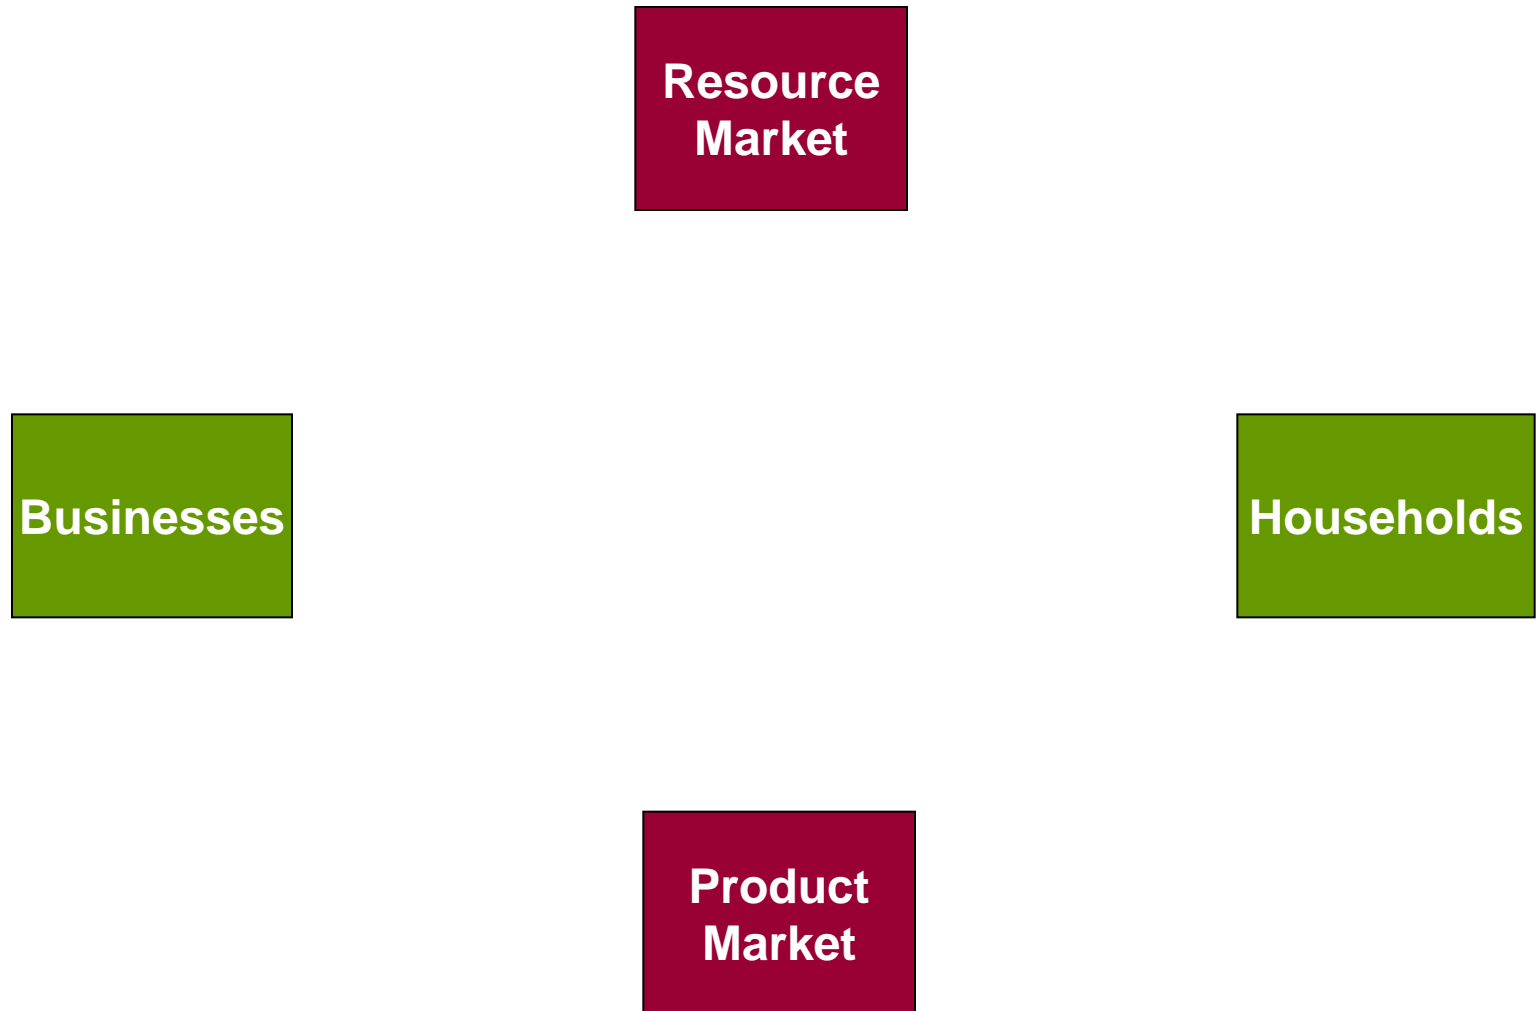 Resource
Market
Businesses
Households
Product
Market